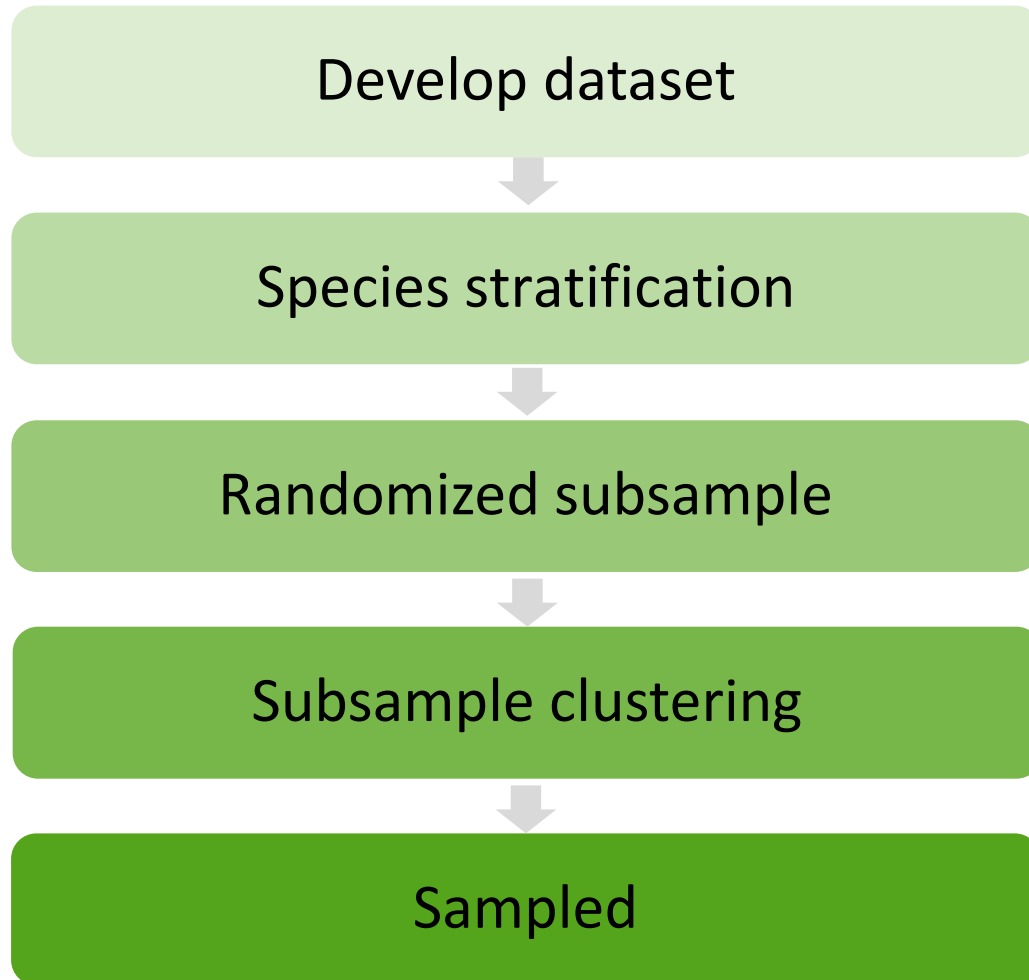 Develop dataset
Species stratification
Randomized subsample
Subsample clustering
Sampled